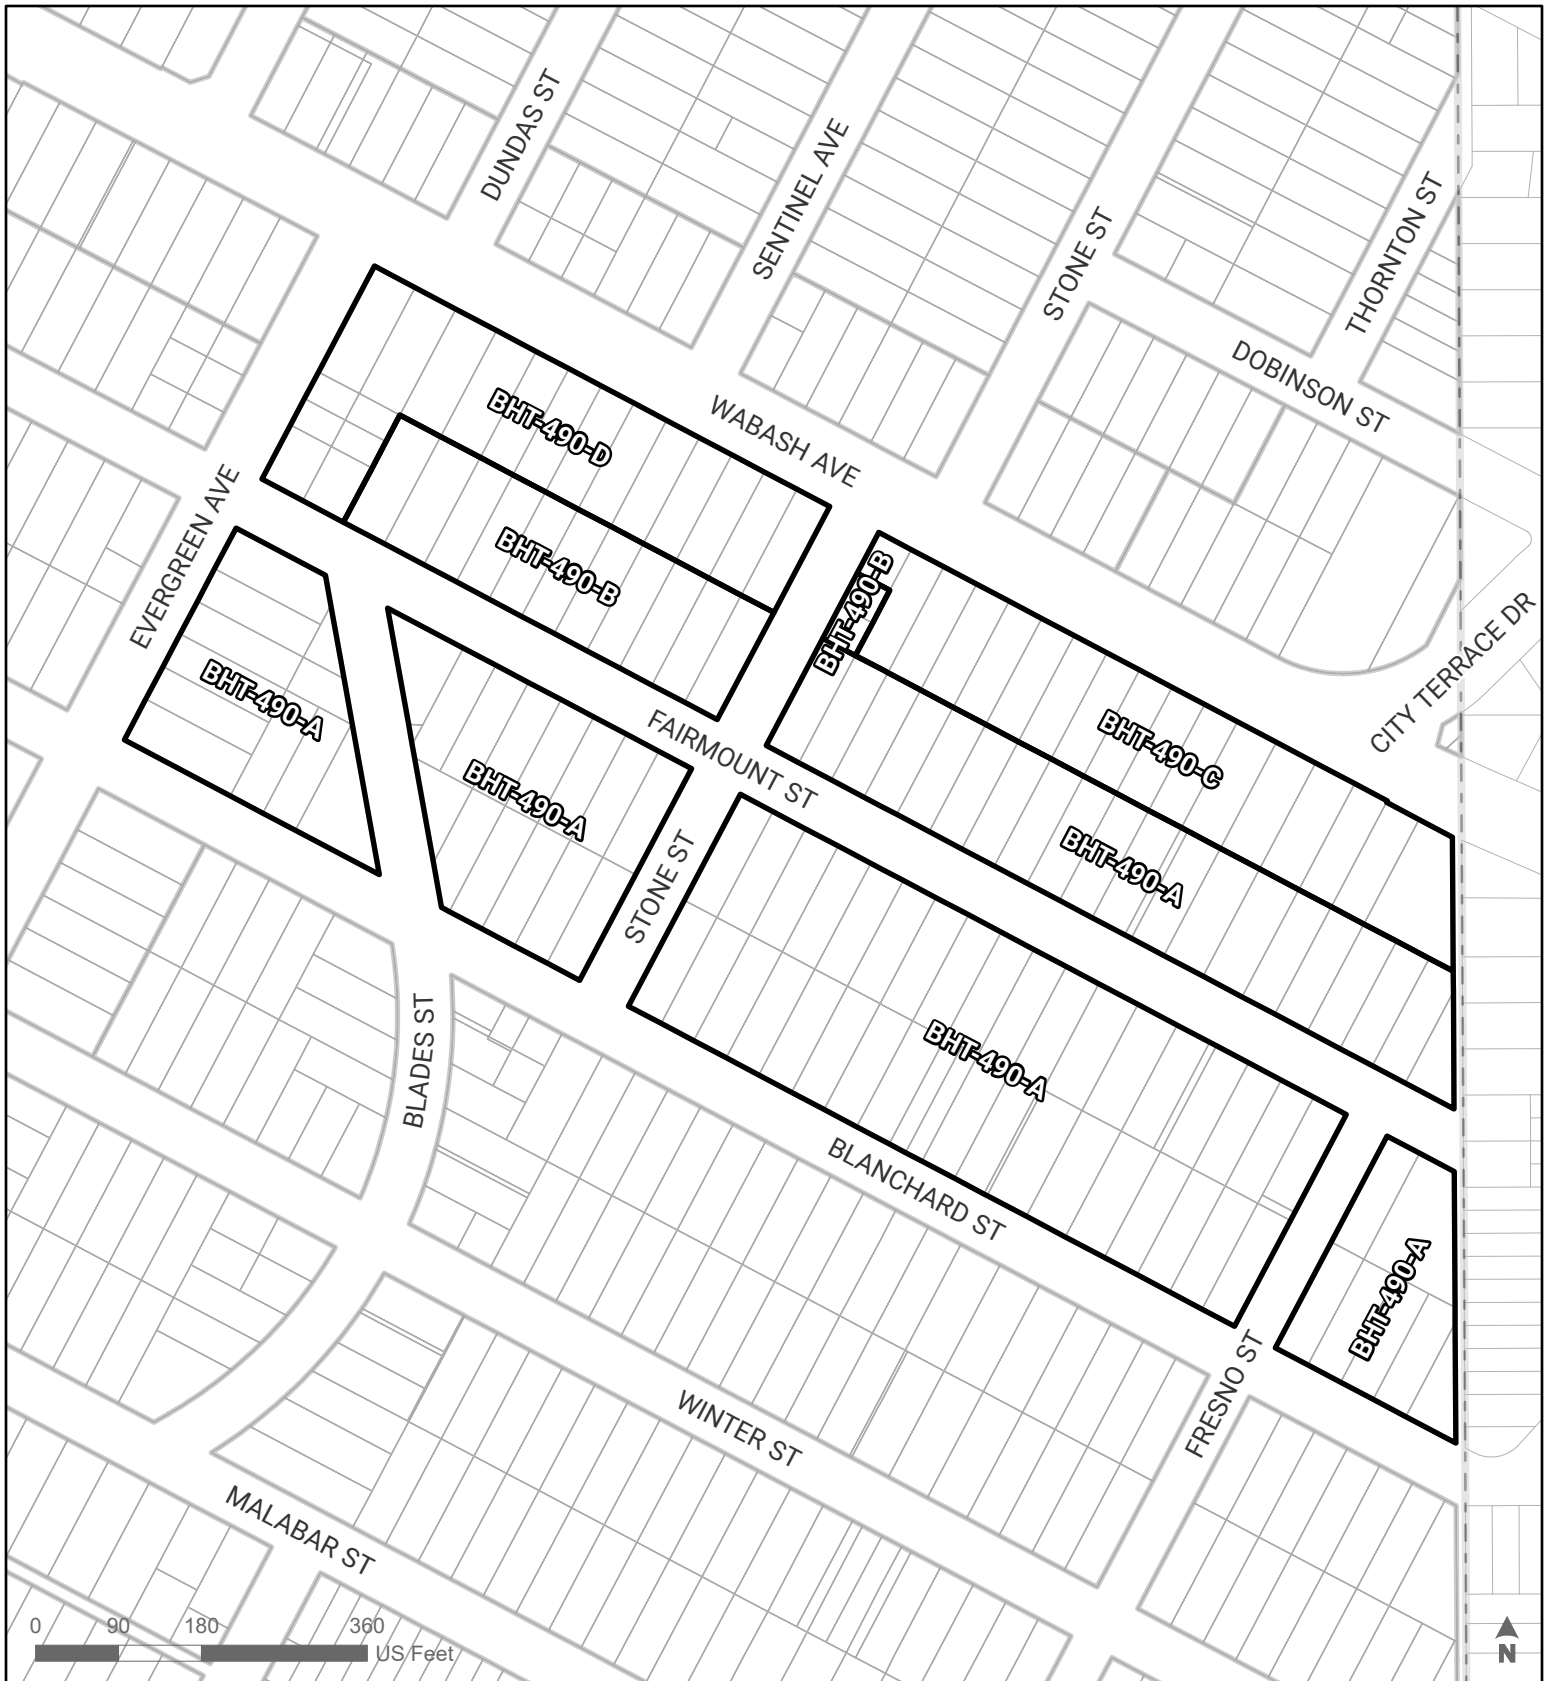 DUNDAS ST
SENTINEL AVE
STONE ST
THORNTON ST
DOBINSON ST
WABASH AVE
BHT-490-D
EVERGREEN AVE
BHT-490-B
BHT-490-B
CITY TERRACE DR
BHT-490-A
FAIRMOUNT ST
BHT-490-C
BHT-490-A
STONE ST
BHT-490-A
BHT-490-A
BLADES ST
BLANCHARD ST
BHT-490-A
FRESNO ST
WINTER ST
MALABAR ST
0 90 180 360
US Feet
N